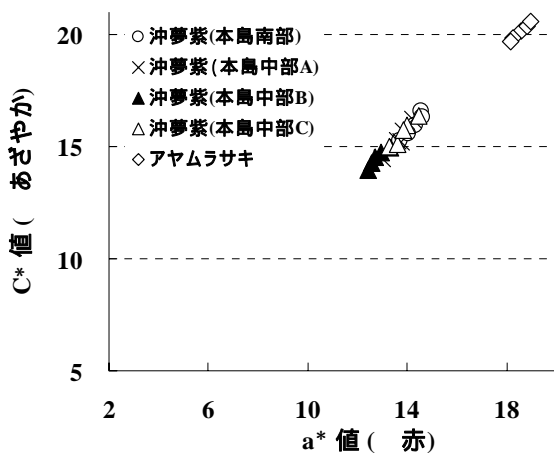 20
15
10
5
C* 値( あざやか)
沖夢紫(本島南部)
沖夢紫(本島中部A)
沖夢紫(本島中部B)
沖夢紫(本島中部C)
アヤムラサキ
2 6 10 14 18
a* 値( 赤)